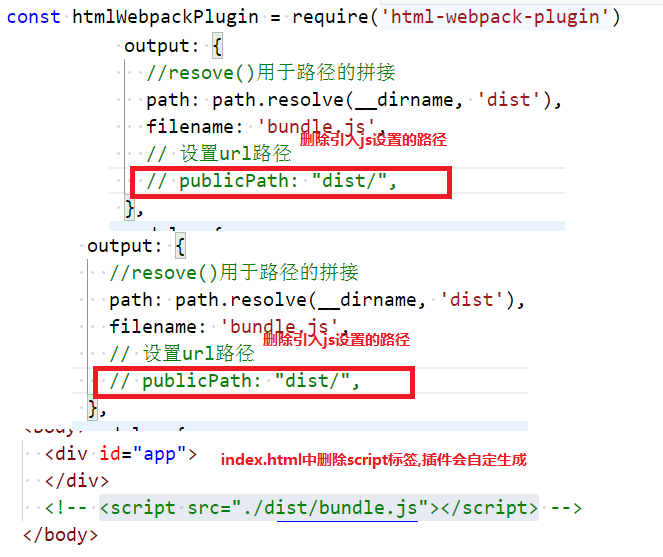 const htmlWebpackPlugin = require('html-webpack-plugin')
output: {
//resove()用于路径的拼接
path: path.resolve(__dirname, 'dist'),
filename: 'bundle.js',
删除引入js设置的路径
// 设置url路径
// publicPath: "dist/",
},
output: {
//resove()用于路径的拼接
path: path.resolve(__dirname, 'dist'),
filename: 'bundle.js',
删除引入js设置的路径
// 设置url路径
// publicPath: "dist/",
},
<body>
<div id="app">
index.html中删除script标签,插件会自定生成
</div>
<!-- <script src="./dist/bundle.js"></script> -->
</body>